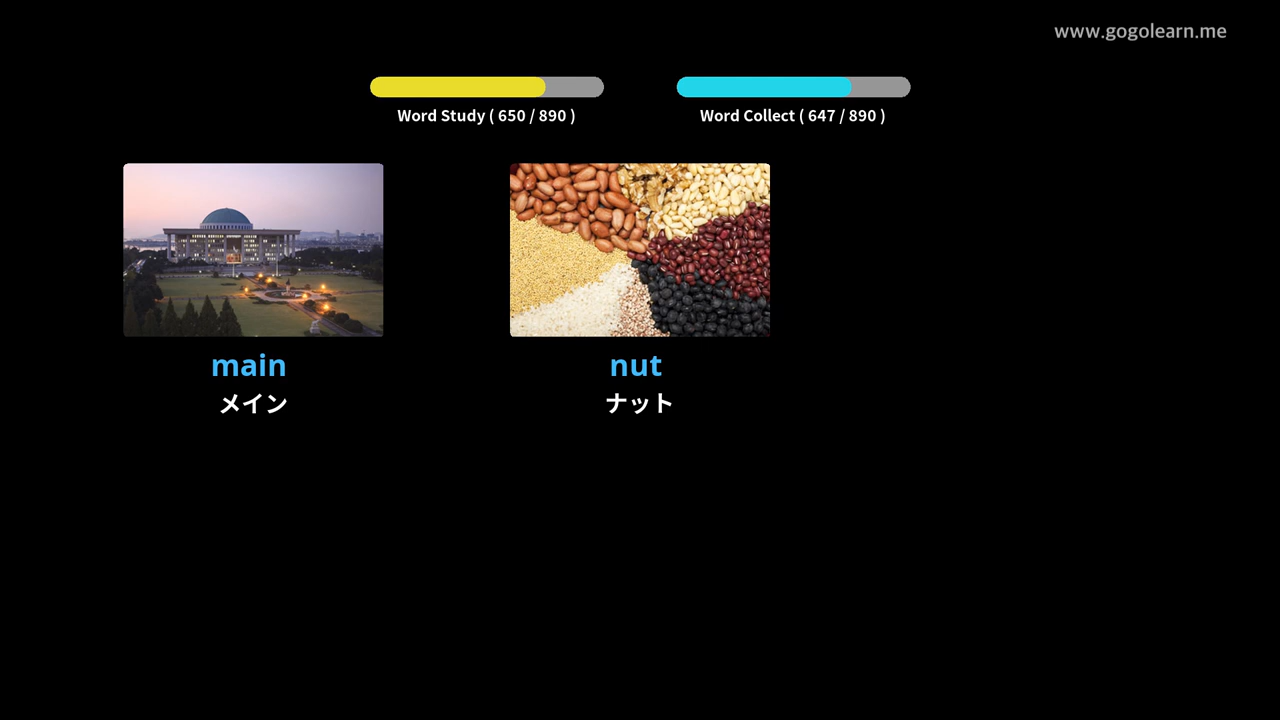 www.gogolearn.me
Word Study ( 650 / 890 )
Word Collect ( 647 / 890 )
main
メイン
nut
ナット